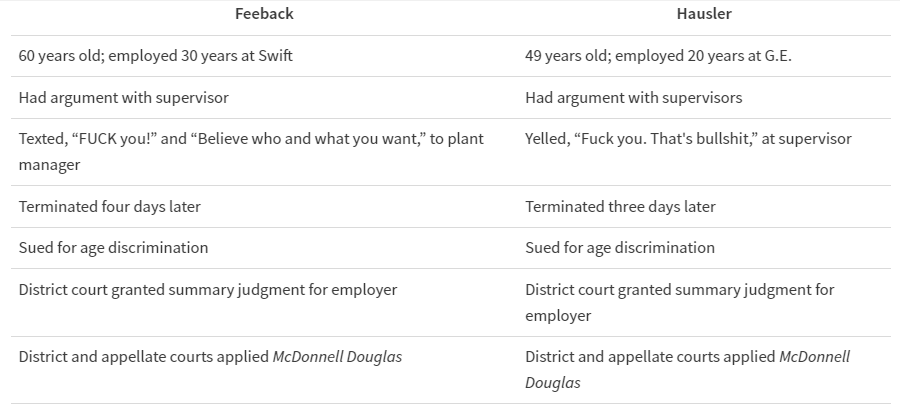 Feeback Hausler
60 years old; employed 30 years at Swift 49 years old; employed 20 years at G.E.
Had argument with supervisor Had argument with supervisors
Texted, “FUCK you!” and “Believe who and what you want,” to plant Yelled, “Fuck you. That's bullshit,” at supervisor
manager
Terminated four days later Terminated three days later
Sued for age discrimination Sued for age discrimination
District court granted summary judgment for employer District court granted summary judgment for
employer
District and appellate courts applied McDonnell Douglas District and appellate courts applied McDonnell
Douglas